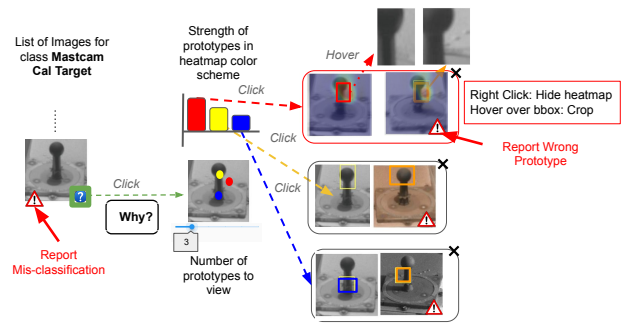 List of Images for
class Mastcam
Cal Target
!
?
Report
Mis-classification
Click
Why?
Strength of
prototypes in
heatmap color
scheme
3
Number of
prototypes to
view
Click
Click
Click
Hover
Right Click: Hide heatmap
Hover over bbox: Crop
!
Report Wrong
Prototype
!
!